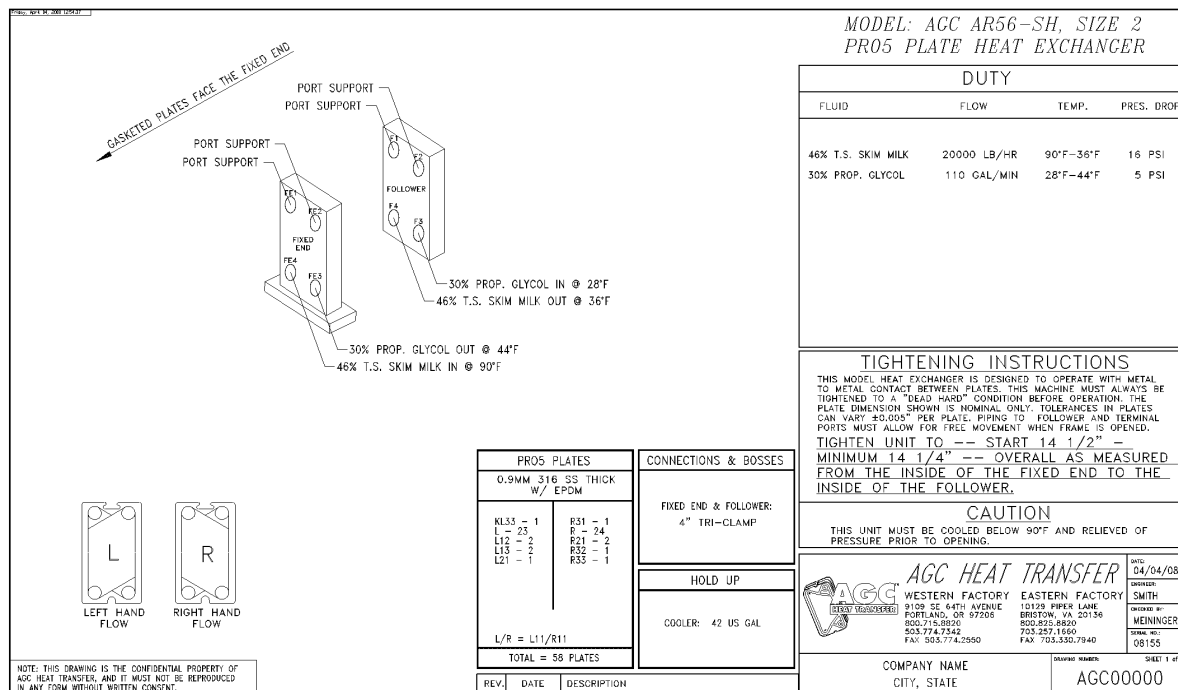 Friday, April 04, 2008 12:54:37
GASKETED PLATES FACE THE FIXED END
PORT SUPPORT
PORT SUPPORT
PORT SUPPORT
PORT SUPPORT
F1
F2
FOLLOWER
F4
F3
FE1
FE2
FIXED
END
FE4
FE3
30% PROP. GLYCOL IN @ 28°F
46% T.S. SKIM MILK OUT @ 36°F
30% PROP. GLYCOL OUT @ 44°F
46% T.S. SKIM MILK IN @ 90°F
MODEL: AGC AR56-SH, SIZE 2
PRO5 PLATE HEAT EXCHANGER
DUTY
FLUID FLOW TEMP. PRES. DROP
46% T.S. SKIM MILK 20000 LB/HR 90°F-36°F 16 PSI
30% PROP. GLYCOL 110 GAL/MIN 28°F-44°F 5 PSI
TIGHTENING INSTRUCTIONS
THIS MODEL HEAT EXCHANGER IS DESIGNED TO OPERATE WITH METAL
TO METAL CONTACT BETWEEN PLATES. THIS MACHINE MUST ALWAYS BE
TIGHTENED TO A "DEAD HARD" CONDITION BEFORE OPERATION. THE
PLATE DIMENSION SHOWN IS NOMINAL ONLY. TOLERANCES IN PLATES
CAN VARY ±0.005" PER PLATE. PIPING TO FOLLOWER AND TERMINAL
PORTS MUST ALLOW FOR FREE MOVEMENT WHEN FRAME IS OPENED.
TIGHTEN UNIT TO -- START 14 1/2" -
MINIMUM 14 1/4" -- OVERALL AS MEASURED
FROM THE INSIDE OF THE FIXED END TO THE
INSIDE OF THE FOLLOWER.
CAUTION
THIS UNIT MUST BE COOLED BELOW 90°F AND RELIEVED OF
PRESSURE PRIOR TO OPENING.
PRO5 PLATES
0.9MM 316 SS THICK
W/ EPDM
KL33 - 1 R31 - 1
L - 23 R - 24
L12 - 2 R21 - 2
L13 - 2 R32 - 1
L21 - 1 R33 - 1
L/R = L11/R11
TOTAL = 58 PLATES
CONNECTIONS & BOSSES
FIXED END & FOLLOWER:
4" TRI-CLAMP
HOLD UP
COOLER: 42 US GAL
L
R
LEFT HAND
FLOW
RIGHT HAND
FLOW
NOTE: THIS DRAWING IS THE CONFIDENTIAL PROPERTY OF
AGC HEAT TRANSFER, AND IT MUST NOT BE REPRODUCED
IN ANY FORM WITHOUT WRITTEN CONSENT.
REV. DATE DESCRIPTION
AGC
HEAT TRANSFER
AGC HEAT TRANSFER
WESTERN FACTORY
9109 SE 64TH AVENUE
PORTLAND, OR 97206
800.715.8820
503.774.7342
FAX 503.774.2550
EASTERN FACTORY
10129 PIPER LANE
BRISTOW, VA 20136
800.825.8820
703.257.1660
FAX 703.330.7940
DATE:
04/04/08
ENGINEER:
SMITH
CHECKED BY:
MEININGER
SERIAL NO.:
08155
COMPANY NAME
CITY, STATE
DRAWING NUMBER: SHEET 1 of
AGC00000